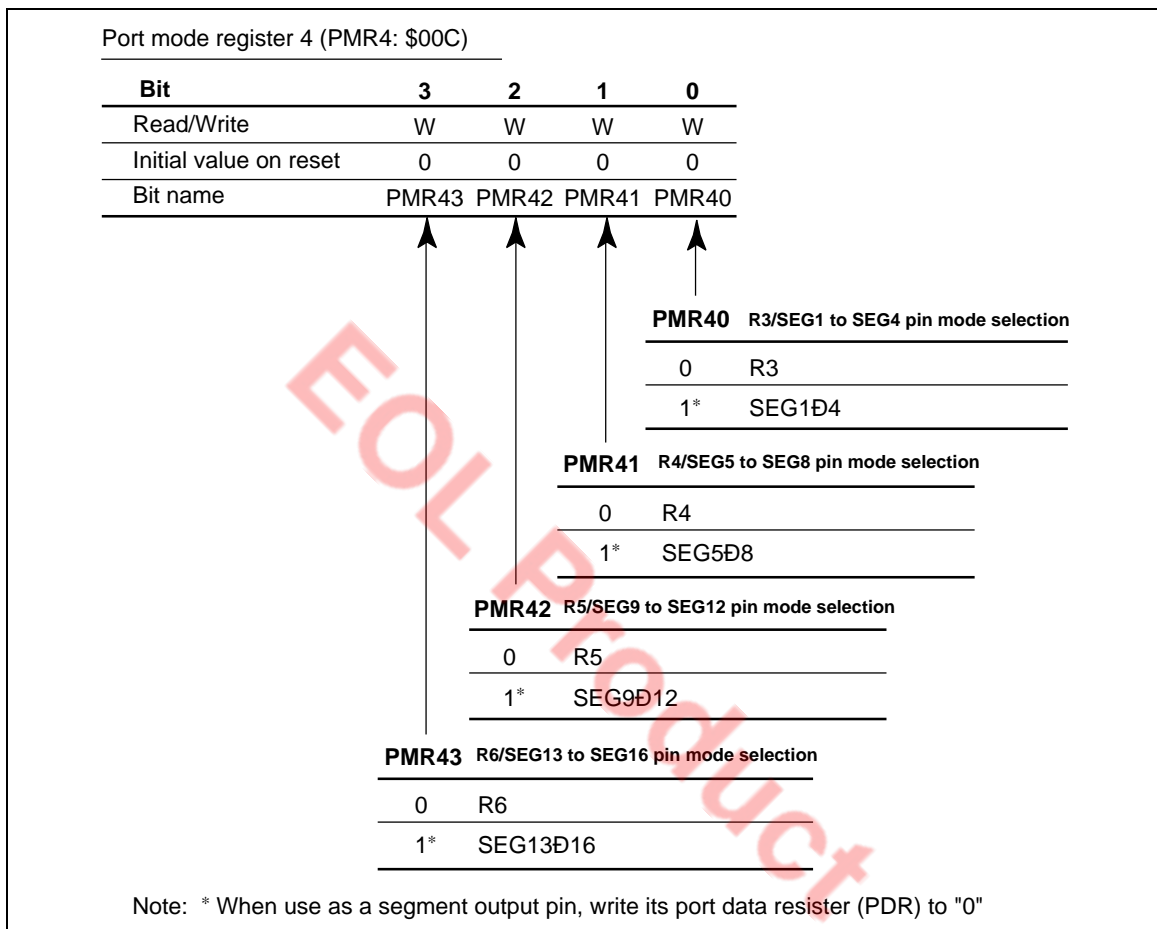 Port mode register 4 (PMR4: $00C)
Bit 3 2 1 0
Read/Write W W W W
Initial value on reset 0 0 0 0
Bit name PMR43 PMR42 PMR41 PMR40
PMR40 R3/SEG1 to SEG4 pin mode selection
0 R3
1* SEG1Ð4
PMR41 R4/SEG5 to SEG8 pin mode selection
0 R4
1* SEG5Ð8
PMR42 R5/SEG9 to SEG12 pin mode selection
0 R5
1* SEG9Ð12
PMR43 R6/SEG13 to SEG16 pin mode selection
0 R6
1* SEG13Ð16
Note: * When use as a segment output pin, write its port data resister (PDR) to "0"
EOL Product